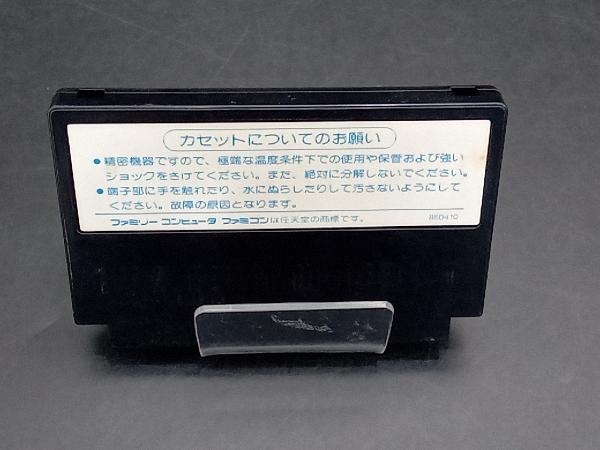 カセットについてのお願い
●精密機器ですので、極端な温度条件下での使用や保管および強い
ショックをさけてください。また、絶対に分解しないでください。
●端子部に手を触れたり、水にぬらしたりして汚さないようにして
ください。故障の原因となります。
ファミリー コンピュータ ファミコンは任天堂の商標です。